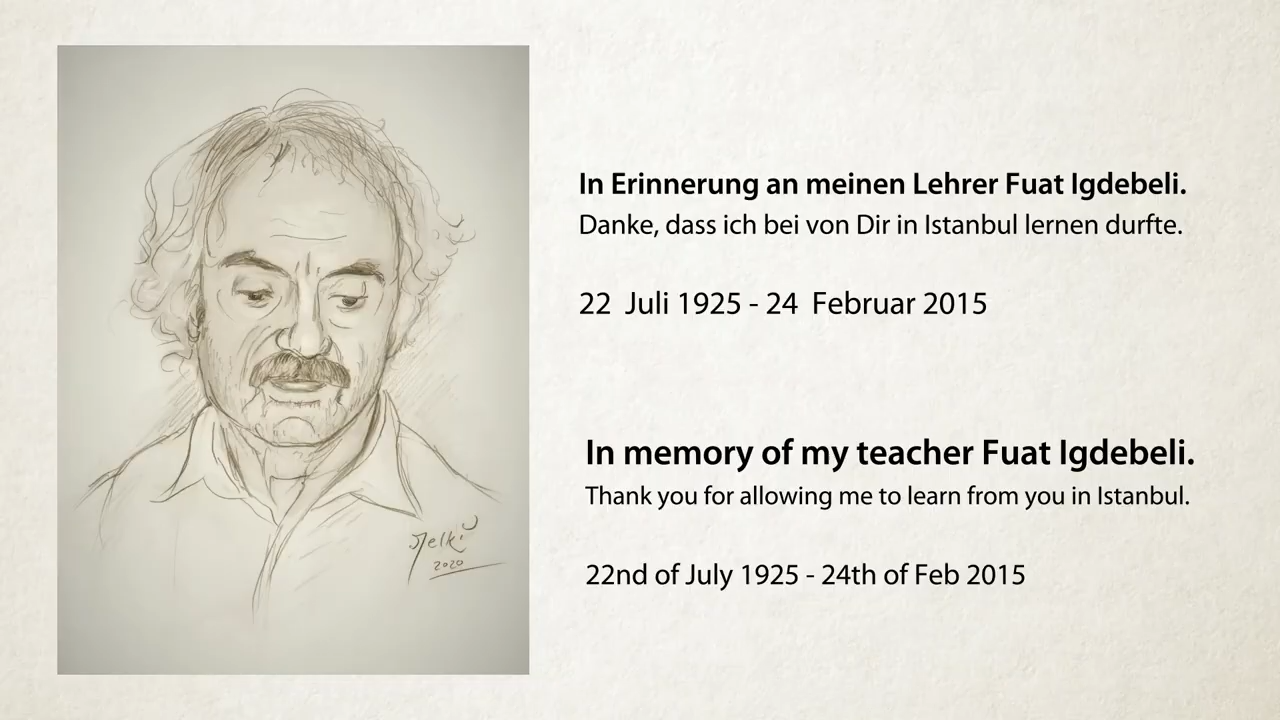 In Erinnerung an meinen Lehrer Fuat Igdebeli.
Danke, dass ich bei von Dir in Istanbul lernen durfte.
22 Juli 1925 - 24 Februar 2015
In memory of my teacher Fuat Igdebeli.
Thank you for allowing me to learn from you in Istanbul.
22nd of July 1925 - 24th of Feb 2015
2020